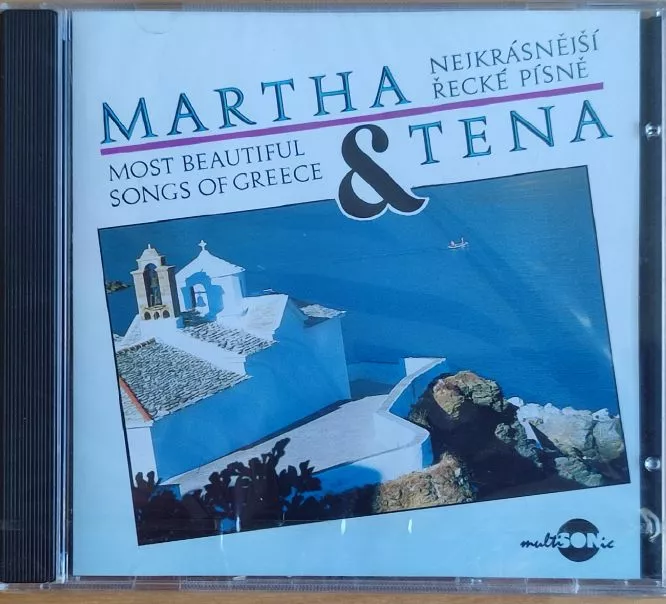 MARTHA
NEJKRÁSNĚJŠÍ
ŘECKÉ PÍSNĚ
MOST BEAUTIFUL
SONGS OF GREECE
& TENA
multiSONic